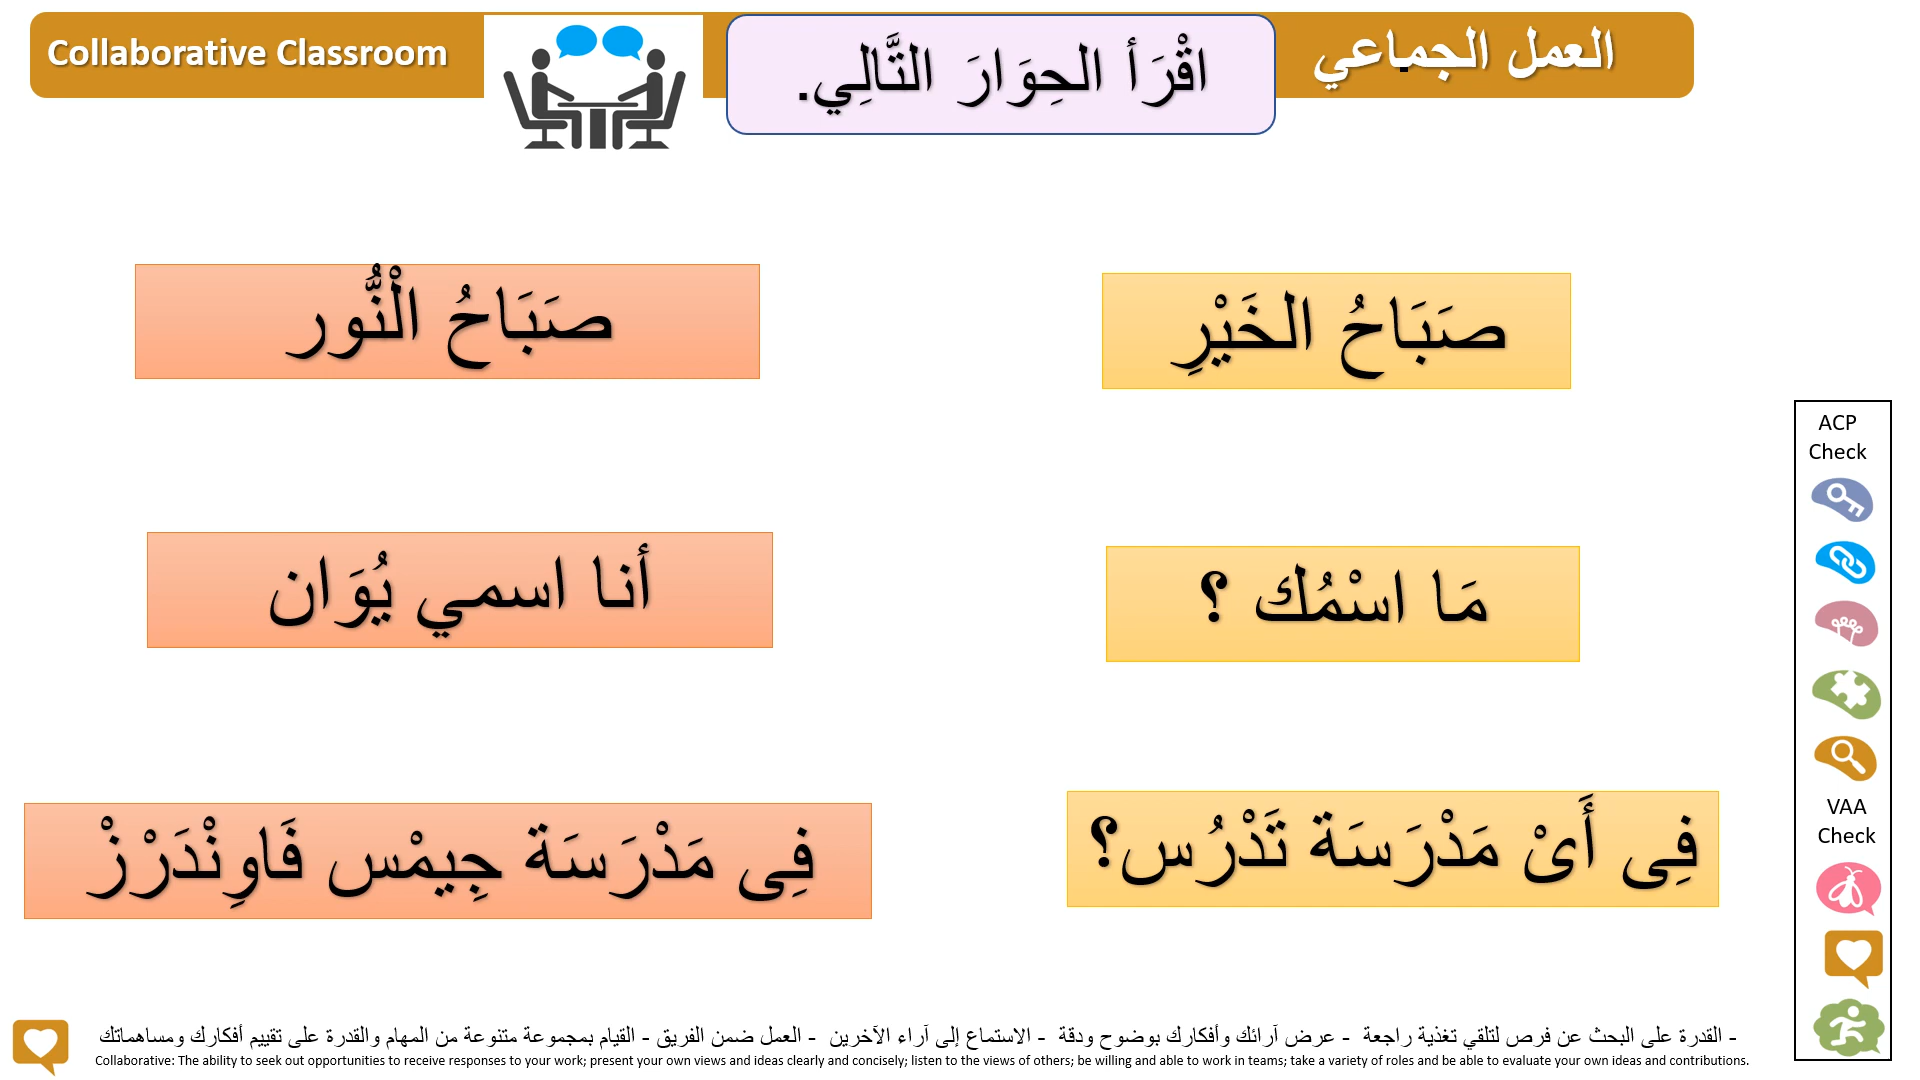 Collaborative Classroom
اقْرَأ الحِوَارَ التَّالِي.
العمل الجماعي
صَبَاحُ الخَيْرِ
صَبَاحُ الْنُّور
مَا اسْمُك ؟
أنا اسمي يُوَان
فِى أَىْ مَدْرَسَة تَدْرُس؟
فِى مَدْرَسَة جِيمْس فَاوِنْدَرْزْ
ACP
Check
VAA
Check
- القدرة على البحث عن فرص لتلقي تغذية راجعة - عرض آرائك وأفكارك بوضوح ودقة - الاستماع إلى آراء الآخرين - العمل ضمن الفريق - القيام بمجموعة متنوعة من المهام والقدرة على تقييم أفكارك ومساهماتك
Collaborative: The ability to seek out opportunities to receive responses to your work; present your own views and ideas clearly and concisely; listen to the views of others; be willing and able to work in teams; take a variety of roles and be able to evaluate your own ideas and contributions.